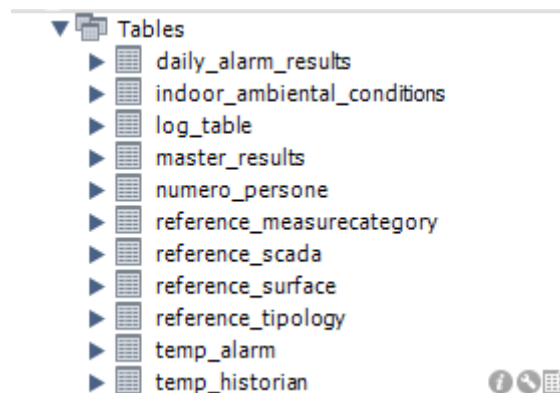 Tables
daily_alarm_results
indoor_ambiental_conditions
log_table
master_results
numero_persone
reference_measurecategory
reference_scada
reference_surface
reference_tipology
temp_alarm
temp_historian